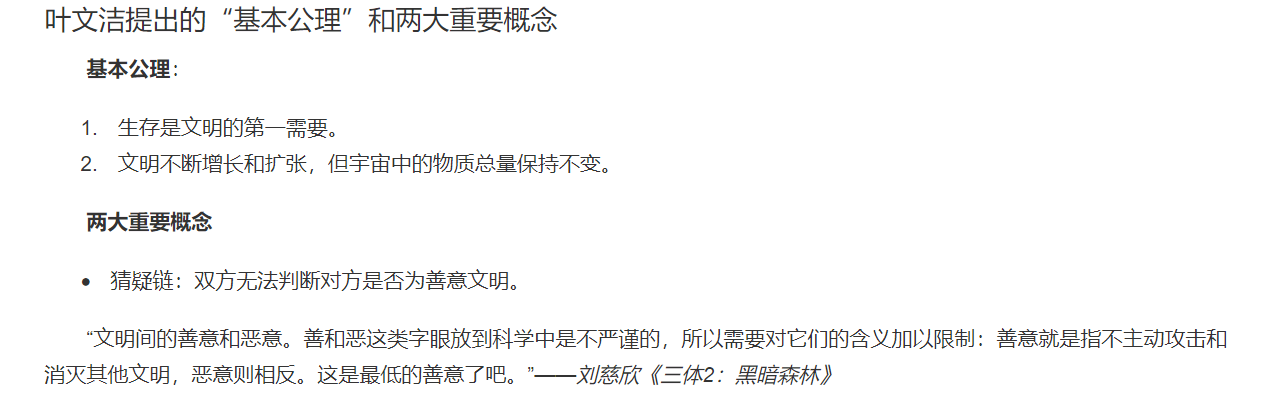 叶文洁提出的“基本公理”和两大重要概念
基本公理：
1. 生存是文明的第一需要。
2. 文明不断增长和扩张，但宇宙中的物质总量保持不变。
两大重要概念
• 猜疑链：双方无法判断对方是否为善意文明。
“文明间的善意和恶意。善和恶这类字眼放到科学中是不严谨的，所以需要对它们的含义加以限制：善意就是指不主动攻击和
消灭其他文明，恶意则相反。这是最低的善意了吧。”——刘慈欣《三体2：黑暗森林》